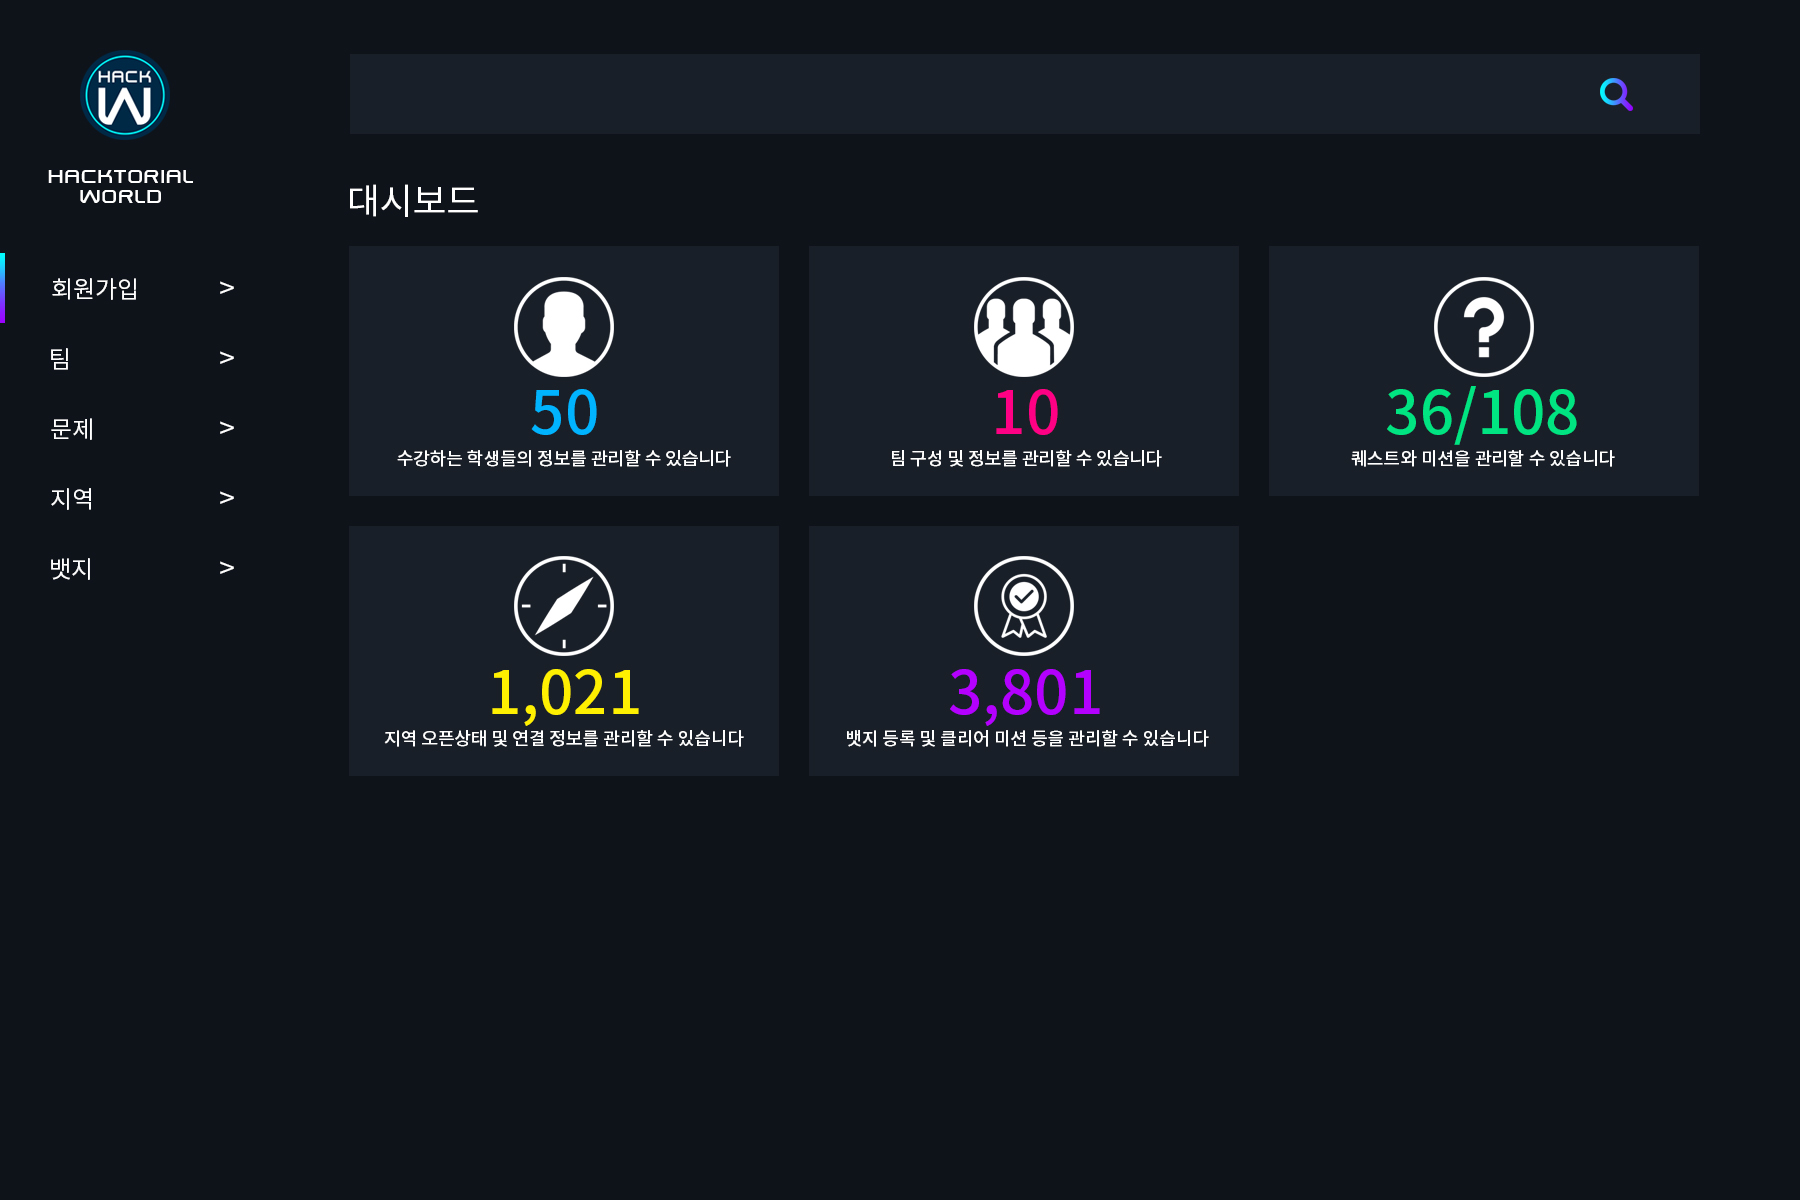 HACK
W
HACKTORIAL
WORLD
회원가입 >
팀 >
문제 >
지역 >
뱃지 >
대시보드
50
수강하는 학생들의 정보를 관리할 수 있습니다
10
팀 구성 및 정보를 관리할 수 있습니다
36/108
퀘스트와 미션을 관리할 수 있습니다
1,021
지역 오픈상태 및 연결 정보를 관리할 수 있습니다
3,801
뱃지 등록 및 클리어 미션 등을 관리할 수 있습니다